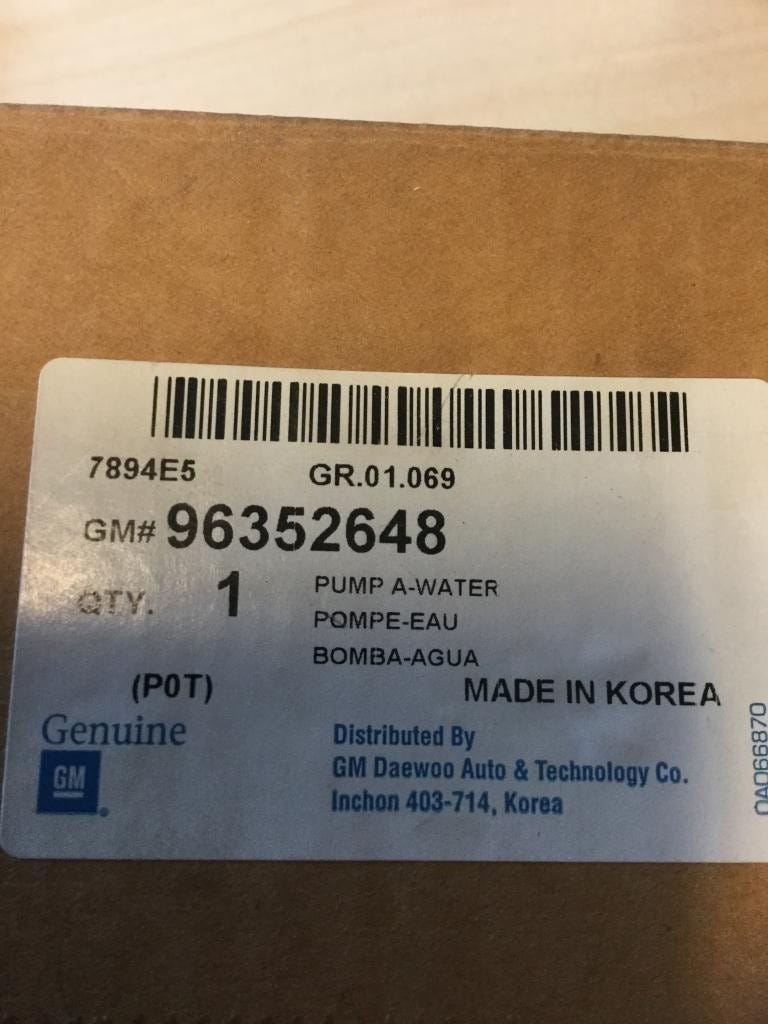 7894E5 GR.01.069
GM# 96352648
QTY. 1 PUMP A-WATER
POMPE-EAU
BOMBA-AGUA
(P0T) MADE IN KOREA
Genuine
GM
Distributed By
GM Daewoo Auto & Technology Co.
Inchon 403-714, Korea
OAD66870